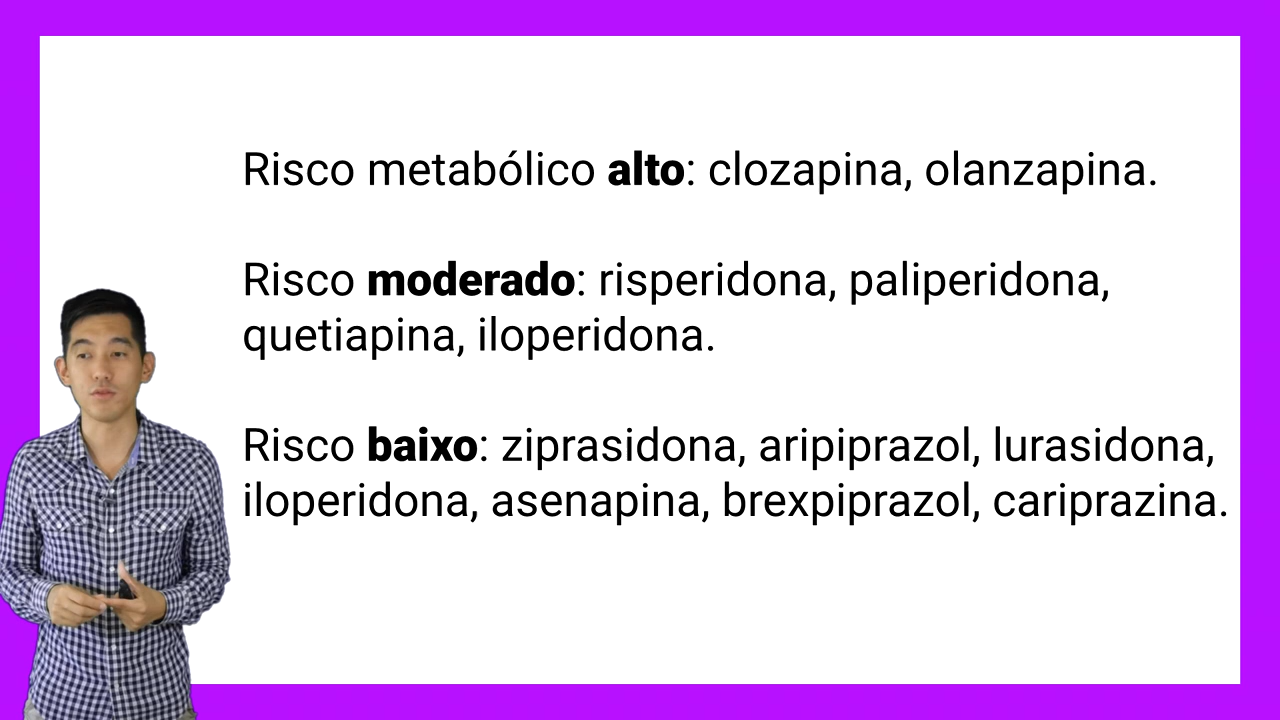 Risco metabólico alto: clozapina, olanzapina.
Risco moderado: risperidona, paliperidona,
quetiapina, iloperidona.
Risco baixo: ziprasidona, aripiprazol, lurasidona,
iloperidona, asenapina, brexpiprazol, cariprazina.